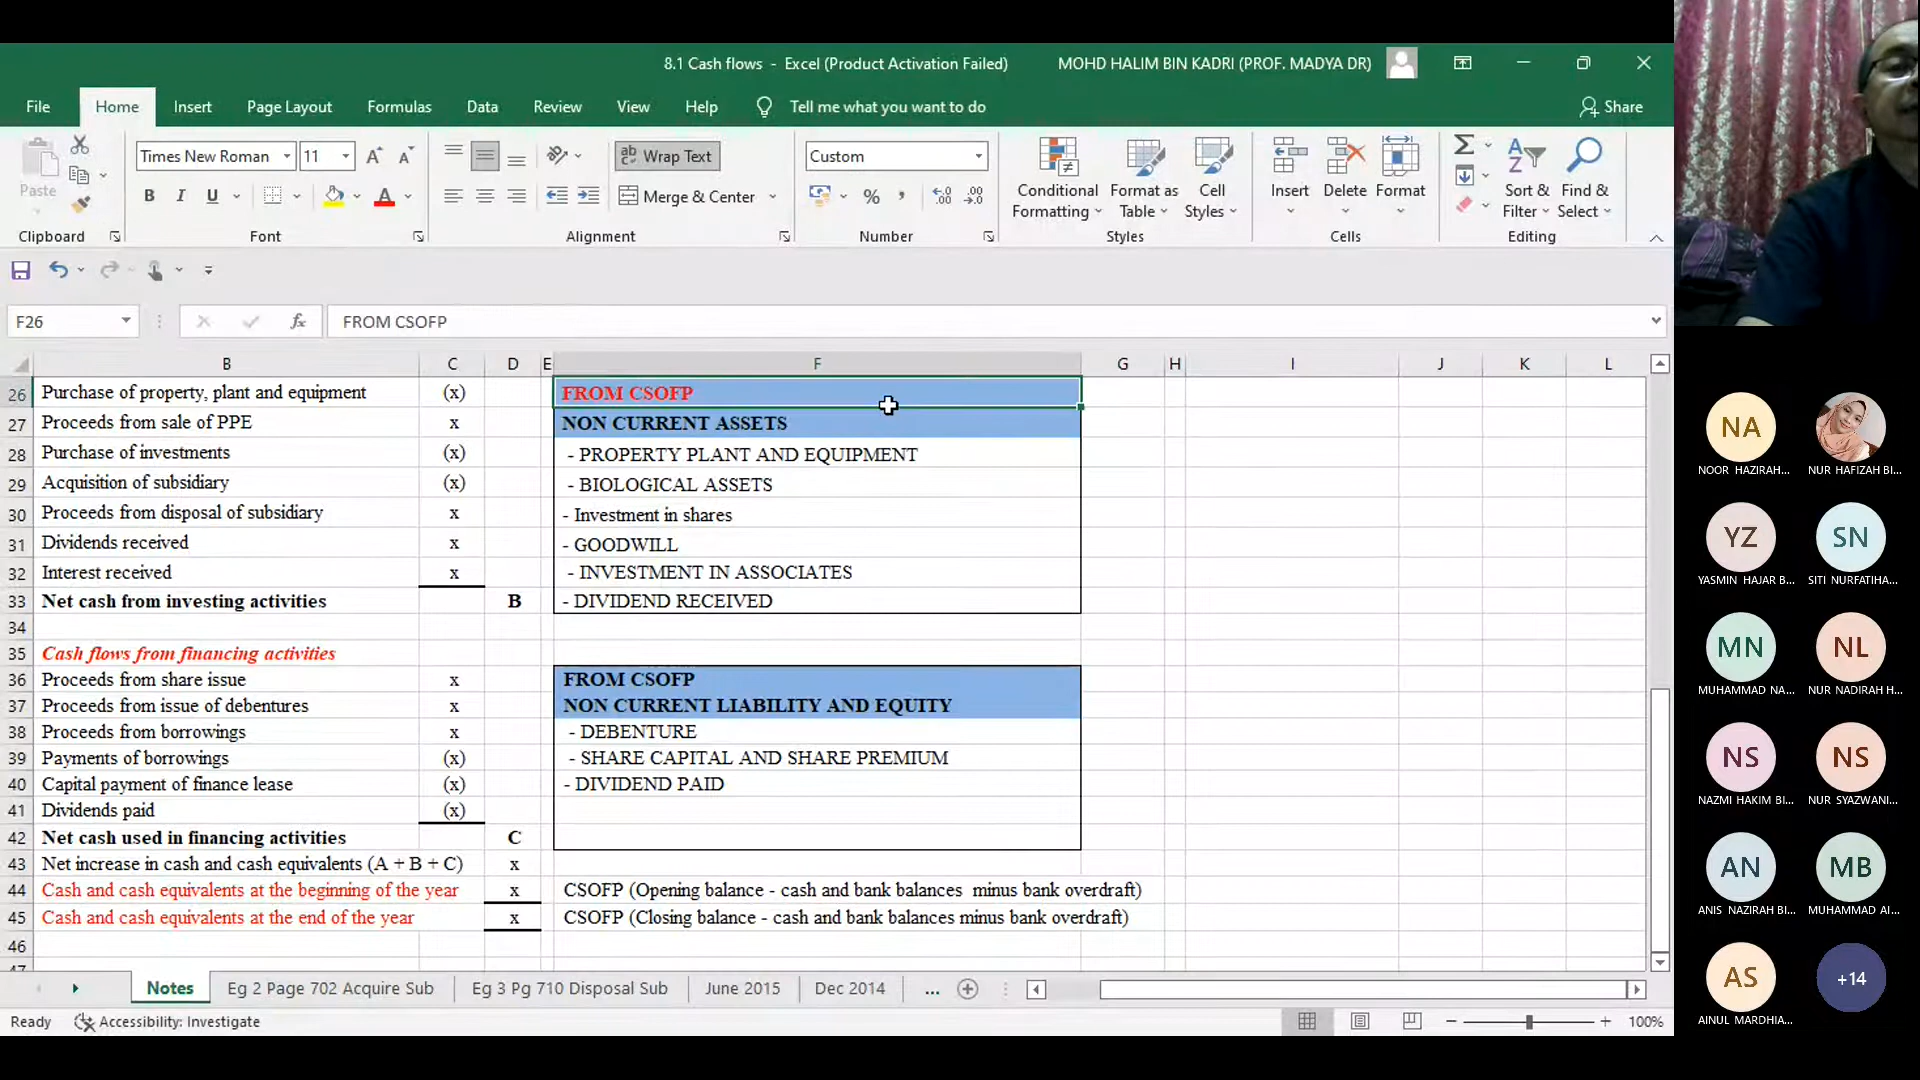 8.1 Cash flows - Excel (Product Activation Failed)
MOHD HALIM BIN KADRI (PROF. MADYA DR)
File Home Insert Page Layout Formulas Data Review View Help Tell me what you want to do Share
Paste
Times New Roman 11
B I U
Wrap Text
Merge & Center
Custom
%
Conditional Formatting
Format as Table
Cell Styles
Insert Delete Format
Sort & Filter
Find & Select
Clipboard Font Alignment Number Styles Cells Editing
F26 fx FROM CSOFP
B C D E F G H I J K L
26 Purchase of property, plant and equipment (x) FROM CSOFP
27 Proceeds from sale of PPE x NON CURRENT ASSETS
28 Purchase of investments (x) - PROPERTY PLANT AND EQUIPMENT
29 Acquisition of subsidiary (x) - BIOLOGICAL ASSETS
30 Proceeds from disposal of subsidiary x - Investment in shares
31 Dividends received x - GOODWILL
32 Interest received x - INVESTMENT IN ASSOCIATES
33 Net cash from investing activities B - DIVIDEND RECEIVED
34
35 Cash flows from financing activities
36 Proceeds from share issue x FROM CSOFP
37 Proceeds from issue of debentures x NON CURRENT LIABILITY AND EQUITY
38 Proceeds from borrowings x - DEBENTURE
39 Payments of borrowings (x) - SHARE CAPITAL AND SHARE PREMIUM
40 Capital payment of finance lease (x) - DIVIDEND PAID
41 Dividends paid (x)
42 Net cash used in financing activities C
43 Net increase in cash and cash equivalents (A + B + C) x
44 Cash and cash equivalents at the beginning of the year x CSOFP (Opening balance - cash and bank balances minus bank overdraft)
45 Cash and cash equivalents at the end of the year x CSOFP (Closing balance - cash and bank balances minus bank overdraft)
46
47
Notes Eg 2 Page 702 Acquire Sub Eg 3 Pg 710 Disposal Sub June 2015 Dec 2014 ...
Ready Accessibility: Investigate 100%
NA
NOOR HAZIRAH... NUR HAFIZAH BI...
YZ SN
YASMIN HAJAR B... SITI NURFATIHA...
MN NL
MUHAMMAD NA... NUR NADIRAH H...
NS NS
NAZMI HAKIM BI... NUR SYAZWANI...
AN MB
ANIS NAZIRAH BI... MUHAMMAD AI...
AS +14
AINUL MARDHIA...